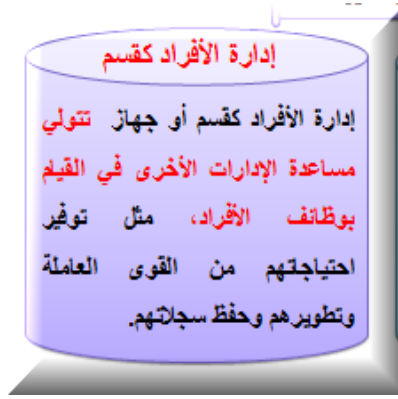 إدارة الأفراد كقسم
إدارة الأفراد كقسم أو جهاز تتولي
مساعدة الإدارات الأخرى في القيام
بوظائف الأفراد، مثل توفير
احتياجاتهم من القوى العاملة
وتطويرهم وحفظ سجلاتهم.